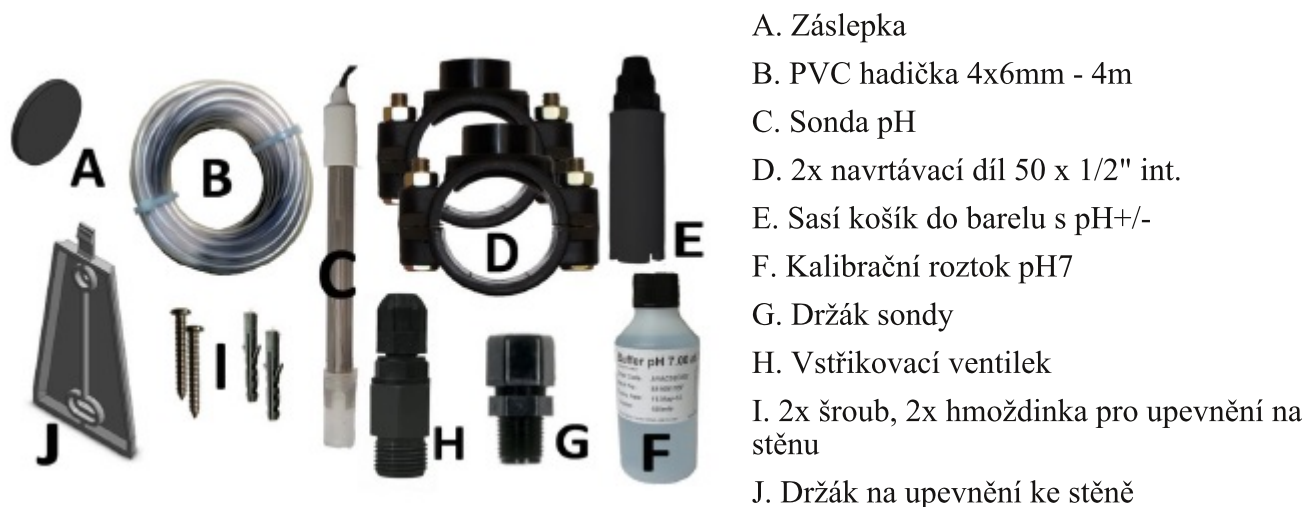 A
B
C
D
E
F
G
H
I
J
Buffer pH 7.00
A. Záslepka
B. PVC hadička 4x6mm - 4m
C. Sonda pH
D. 2x navrtávací díl 50 x 1/2" int.
E. Sasí košík do barelu s pH+/-
F. Kalibrační roztok pH7
G. Držák sondy
H. Vstřikovací ventilek
I. 2x šroub, 2x hmoždinka pro upevnění na
stěnu
J. Držák na upevnění ke stěně